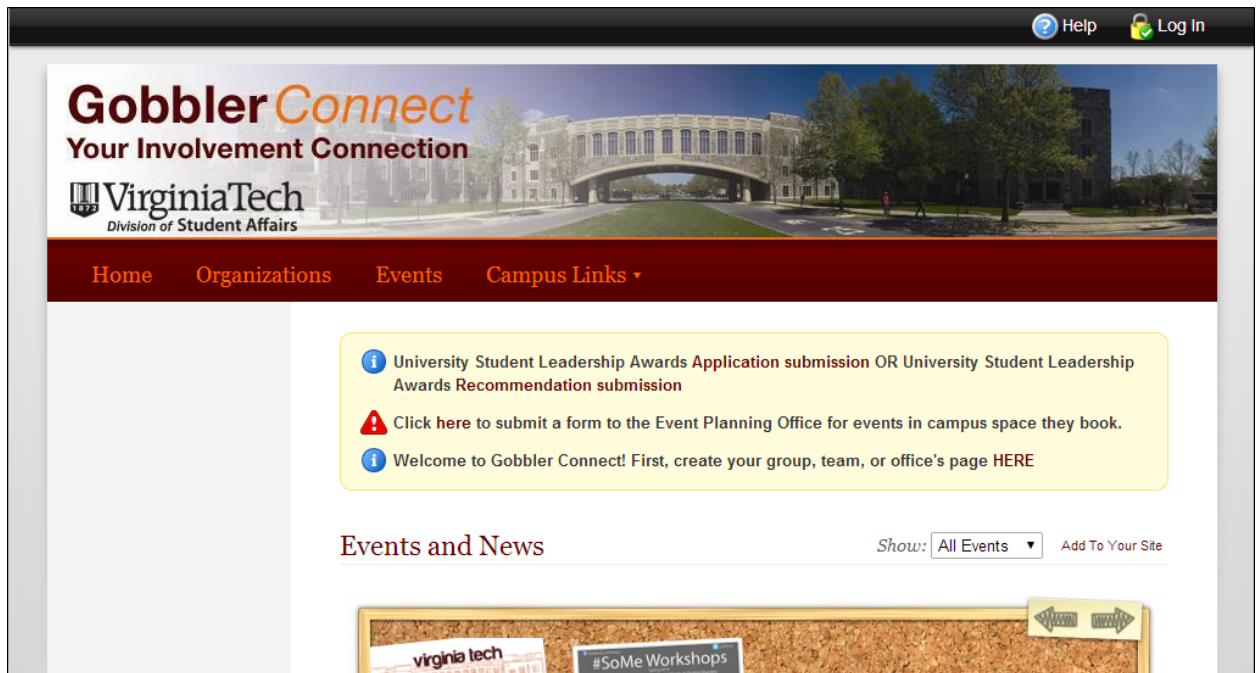 Help
Log In
Gobbler Connect
Your Involvement Connection
1872
VirginiaTech
Division of Student Affairs
Home
Organizations
Events
Campus Links
University Student Leadership Awards Application submission OR University Student Leadership
Awards Recommendation submission
Click here to submit a form to the Event Planning Office for events in campus space they book.
Welcome to Gobbler Connect! First, create your group, team, or office's page HERE
Events and News
Show: All Events
Add To Your Site
virginia tech
#SoMe Workshops